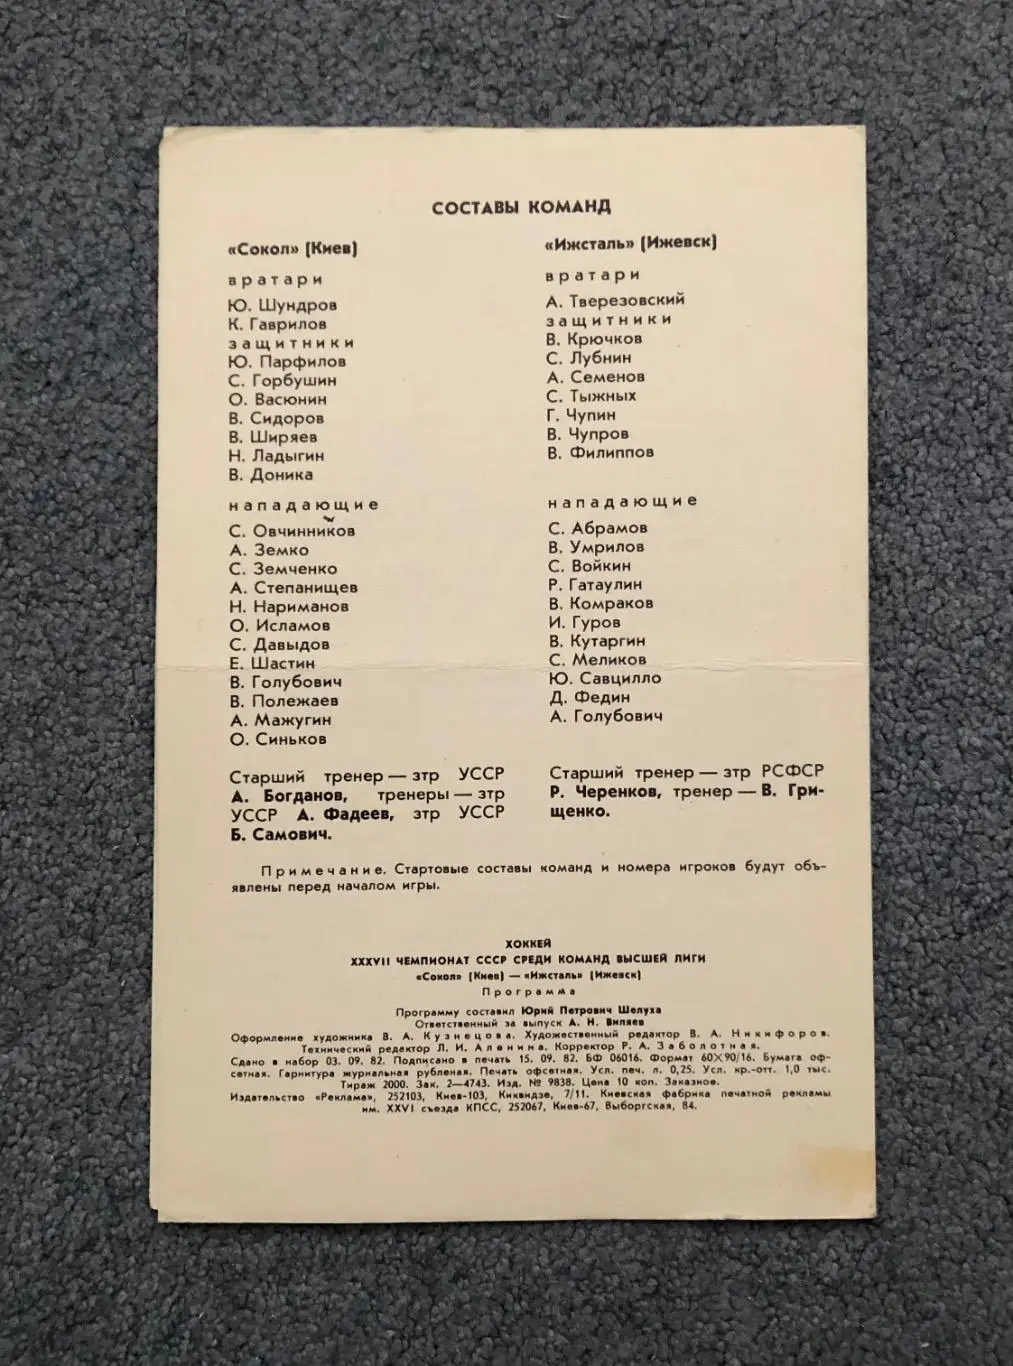 СОСТАВЫ КОМАНД
«Сокол» (Киев)
вратари
Ю. Шундров
К. Гаврилов
защитники
Ю. Парфилов
С. Горбушин
О. Васюнин
В. Сидоров
В. Ширяев
Н. Ладыгин
В. Доника
нападающие
С. Овчинников
А. Земко
С. Земченко
А. Степанищев
Н. Нариманов
О. Исламов
С. Давыдов
Е. Шастин
В. Голубович
В. Полежаев
А. Мажугин
О. Синьков
Старший тренер — зтр УССР
А. Богданов, тренеры — зтр
УССР А. Фадеев, зтр УССР
Б. Самович.
«Ижсталь» (Ижевск)
вратари
А. Тверезовский
защитники
В. Крючков
С. Лубнин
А. Семенов
С. Тыжных
Г. Чупин
В. Чупров
В. Филиппов
нападающие
С. Абрамов
В. Умрилов
С. Войкин
Р. Гатаулин
В. Комраков
И. Гуров
В. Кутаргин
С. Меликов
Ю. Савцилло
Д. Федин
А. Голубович
Старший тренер — зтр РСФСР
Р. Черенков, тренер — В. Гри-
щенко.
Примечание. Стартовые составы команд и номера игроков будут объ-
явлены перед началом игры.
ХОККЕЙ
XXXVII ЧЕМПИОНАТ СССР СРЕДИ КОМАНД ВЫСШЕЙ ЛИГИ
«Сокол» (Киев) — «Ижсталь» (Ижевск)
Программа
Программу составил Юрий Петрович Шелуха
Ответственный за выпуск А. Н. Виляев
Оформление художника В. А. Кузнецова. Художественный редактор В. А. Никифоров.
Технический редактор Л. И. Аленина. Корректор Р. А. Заболотная.
Сдано в набор 03. 09. 82. Подписано в печать 15. 09. 82. БФ 06016. Формат 60×90/16. Бумага оф-
сетная. Гарнитура журнальная рубленая. Печать офсетная. Усл. печ. л. 0,25. Усл. кр.-отт. 1,0 тыс.
Тираж 2000. Зак. 2—4743. Изд. № 9838. Цена 10 коп. Заказное.
Издательство «Реклама», 252103, Киев-103, Киквидзе, 7/11. Киевская фабрика печатной рекламы
им. XXVI съезда КПСС, 252067, Киев-67, Выборгская, 84.